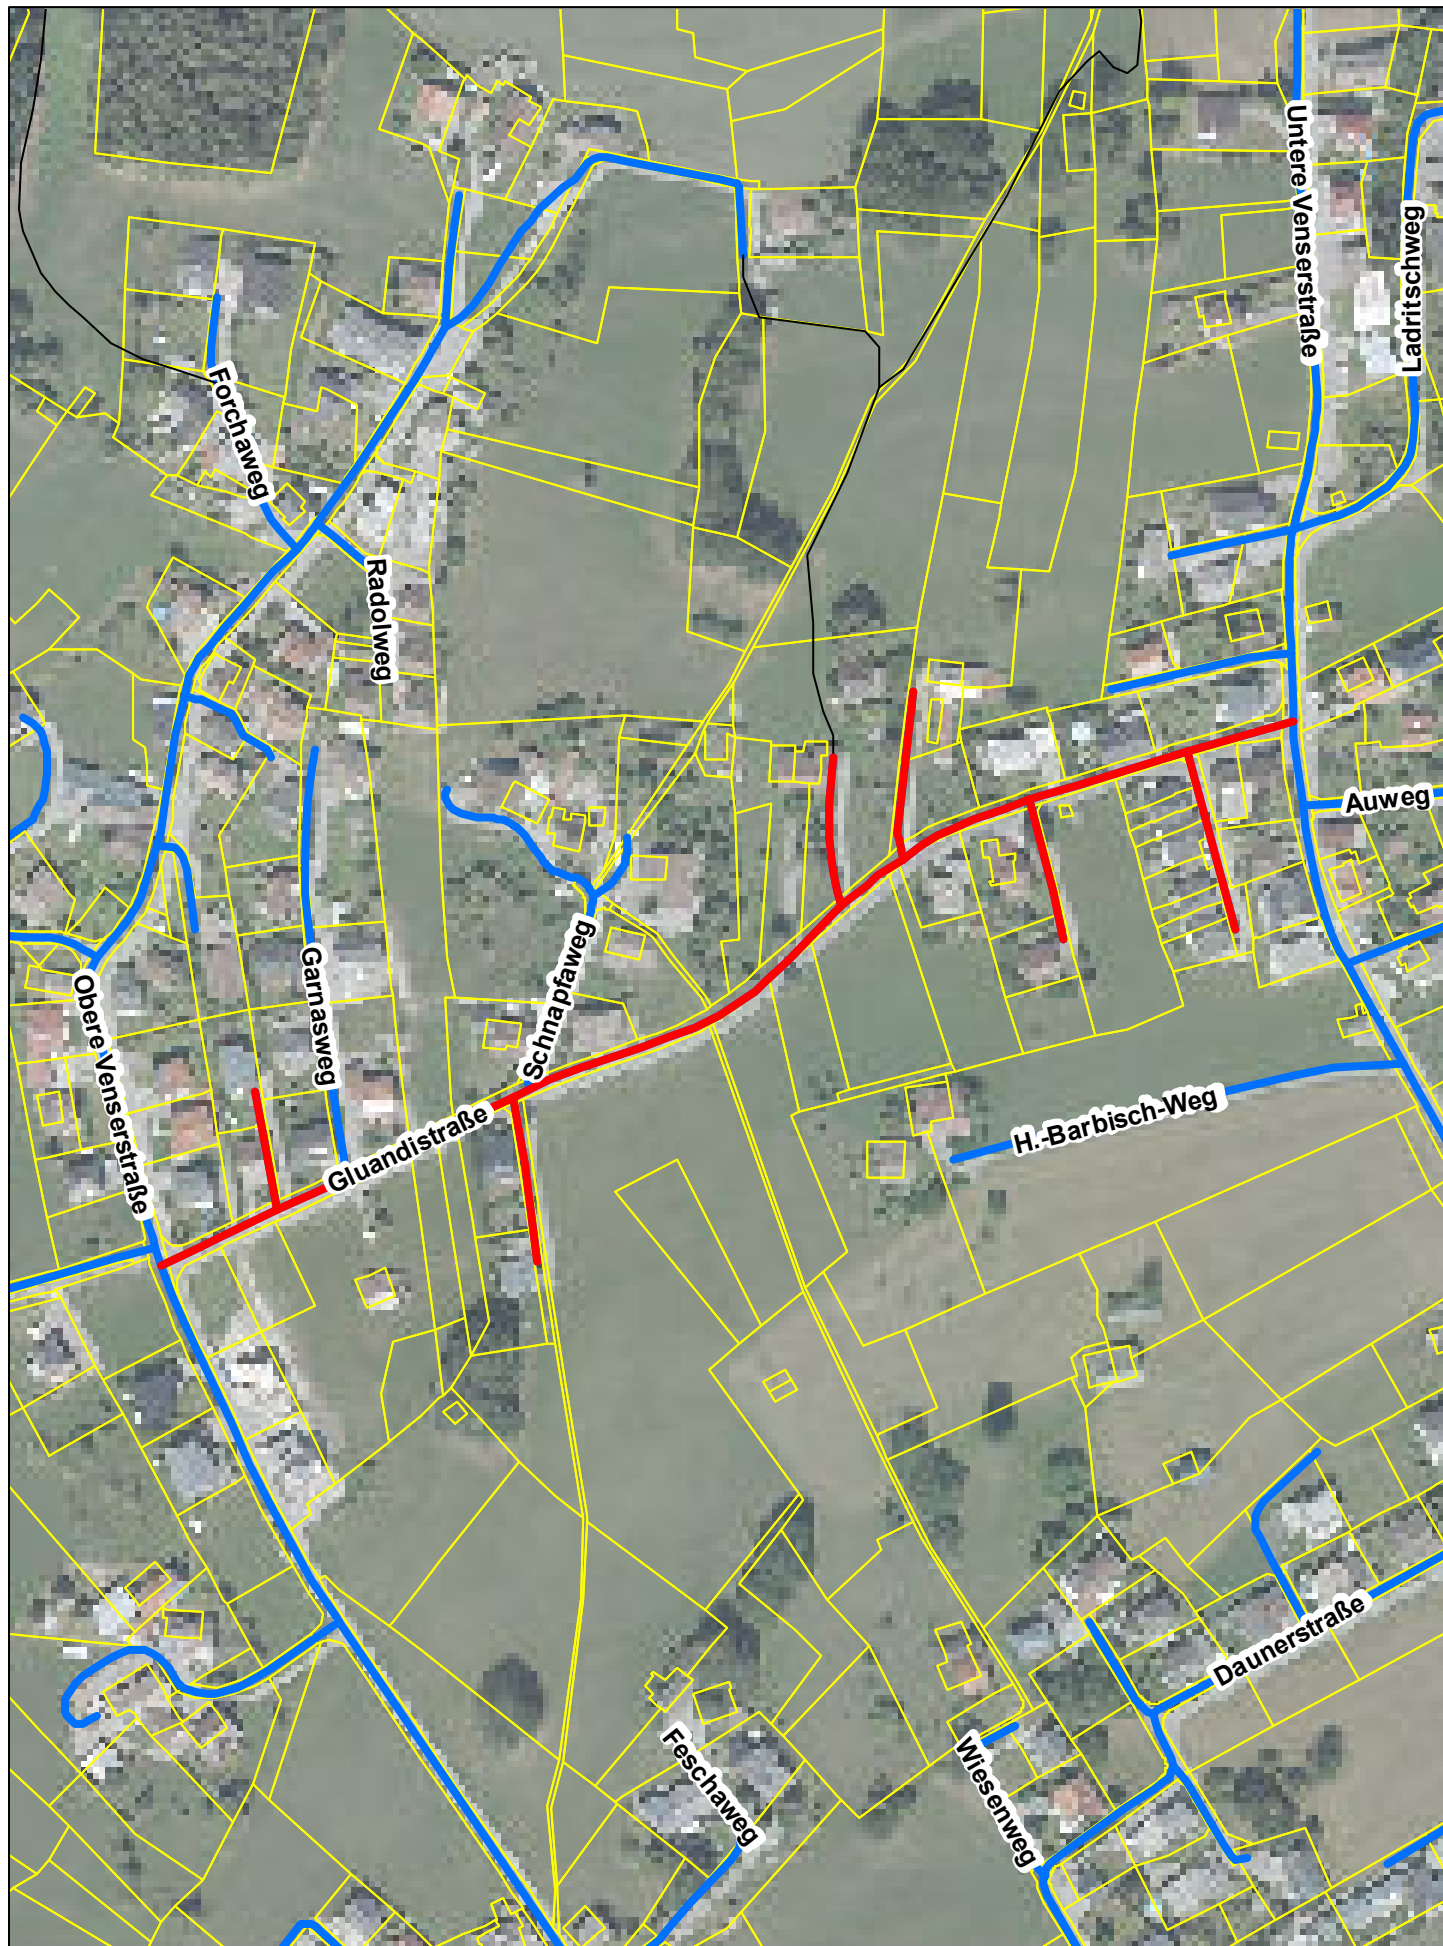 Untere Venserstraße
Ladritschweg
Forchaweg
Radolweg
Auweg
Schnapfaweg
Garnasweg
Obere Venserstraße
Gluandistraße
H.-Barbisch-Weg
Daunerstraße
Feschaweg
Wiesenweg